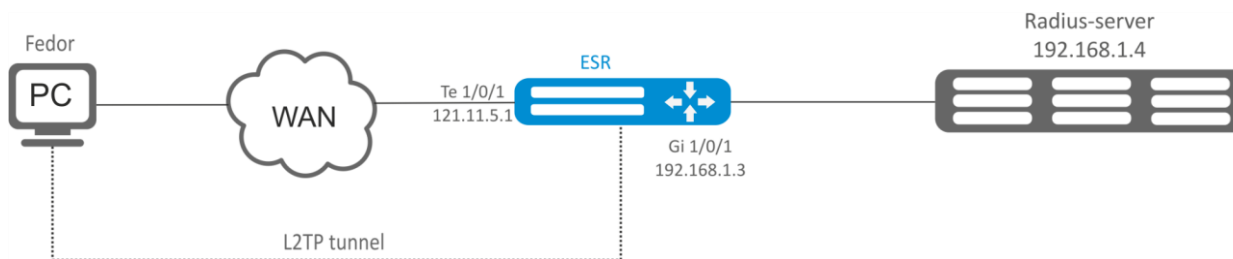 Fedor
PC
WAN
Te 1/0/1
121.11.5.1
ESR
Gi 1/0/1
192.168.1.3
Radius-server
192.168.1.4
L2TP tunnel